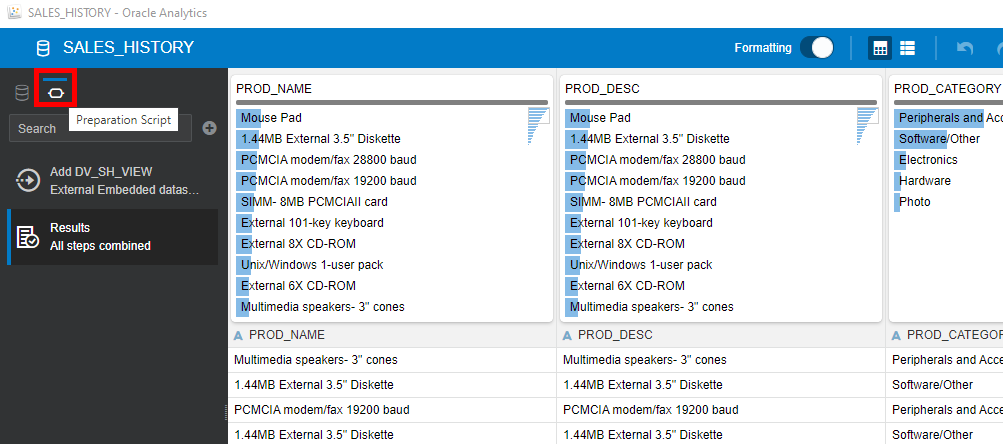 SALES_HISTORY - Oracle Analytics
SALES_HISTORY
Formatting
Preparation Script
Search
Add DV_SH_VIEW
External Embedded datas...
Results
All steps combined
PROD_NAME
Mouse Pad
1.44MB External 3.5" Diskette
PCMCIA modem/fax 28800 baud
PCMCIA modem/fax 19200 baud
SIMM- 8MB PCMCIAII card
External 101-key keyboard
External 8X CD-ROM
Unix/Windows 1-user pack
External 6X CD-ROM
Multimedia speakers- 3" cones
PROD_DESC
Mouse Pad
1.44MB External 3.5" Diskette
PCMCIA modem/fax 28800 baud
PCMCIA modem/fax 19200 baud
SIMM- 8MB PCMCIAII card
External 101-key keyboard
External 8X CD-ROM
Unix/Windows 1-user pack
External 6X CD-ROM
Multimedia speakers- 3" cones
PROD_CATEGORY
Peripherals and Acc
Software/Other
Electronics
Hardware
Photo
A PROD_NAME A PROD_DESC A PROD_CATEGOR
Multimedia speakers- 3" cones Multimedia speakers- 3" cones Peripherals and Acce
1.44MB External 3.5" Diskette 1.44MB External 3.5" Diskette Software/Other
PCMCIA modem/fax 19200 baud PCMCIA modem/fax 19200 baud Peripherals and Acce
1.44MB External 3.5" Diskette 1.44MB External 3.5" Diskette Software/Other